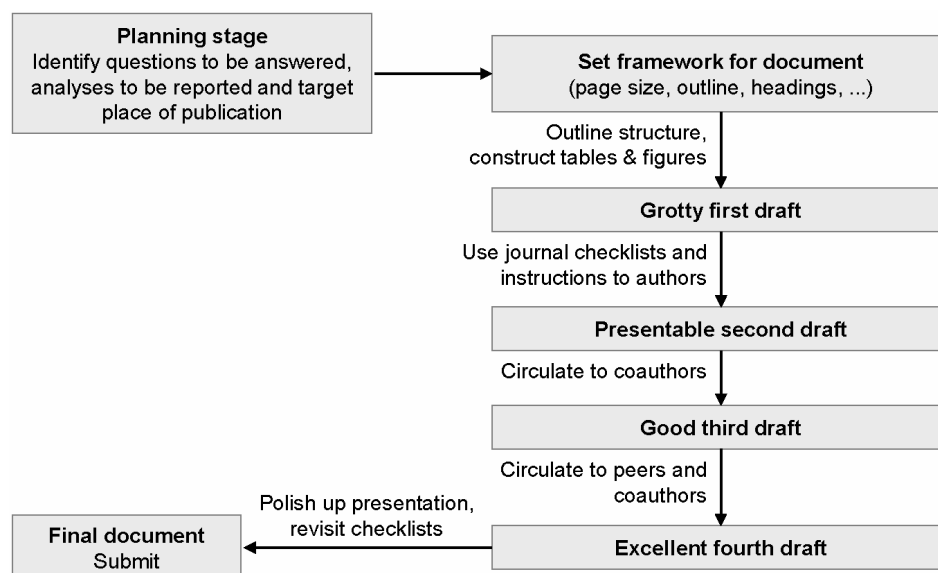 Planning stage
Identify questions to be answered,
analyses to be reported and target
place of publication
Set framework for document
(page size, outline, headings, ...)
Outline structure,
construct tables & figures
Grotty first draft
Use journal checklists and
instructions to authors
Presentable second draft
Circulate to coauthors
Good third draft
Circulate to peers and
coauthors
Excellent fourth draft
Polish up presentation,
revisit checklists
Final document
Submit